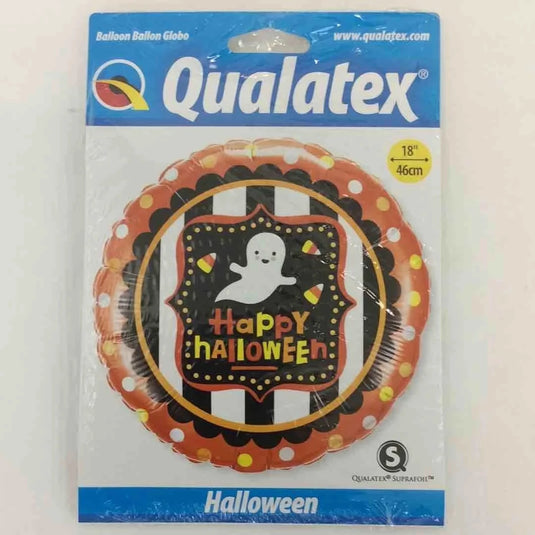 Balloon Ballon Globo
www.qualatex.com
Qualatex®
18"
46cm
Happy
hALLOWEEn
S
QUALATEX® SUPRAFOIL™
Halloween